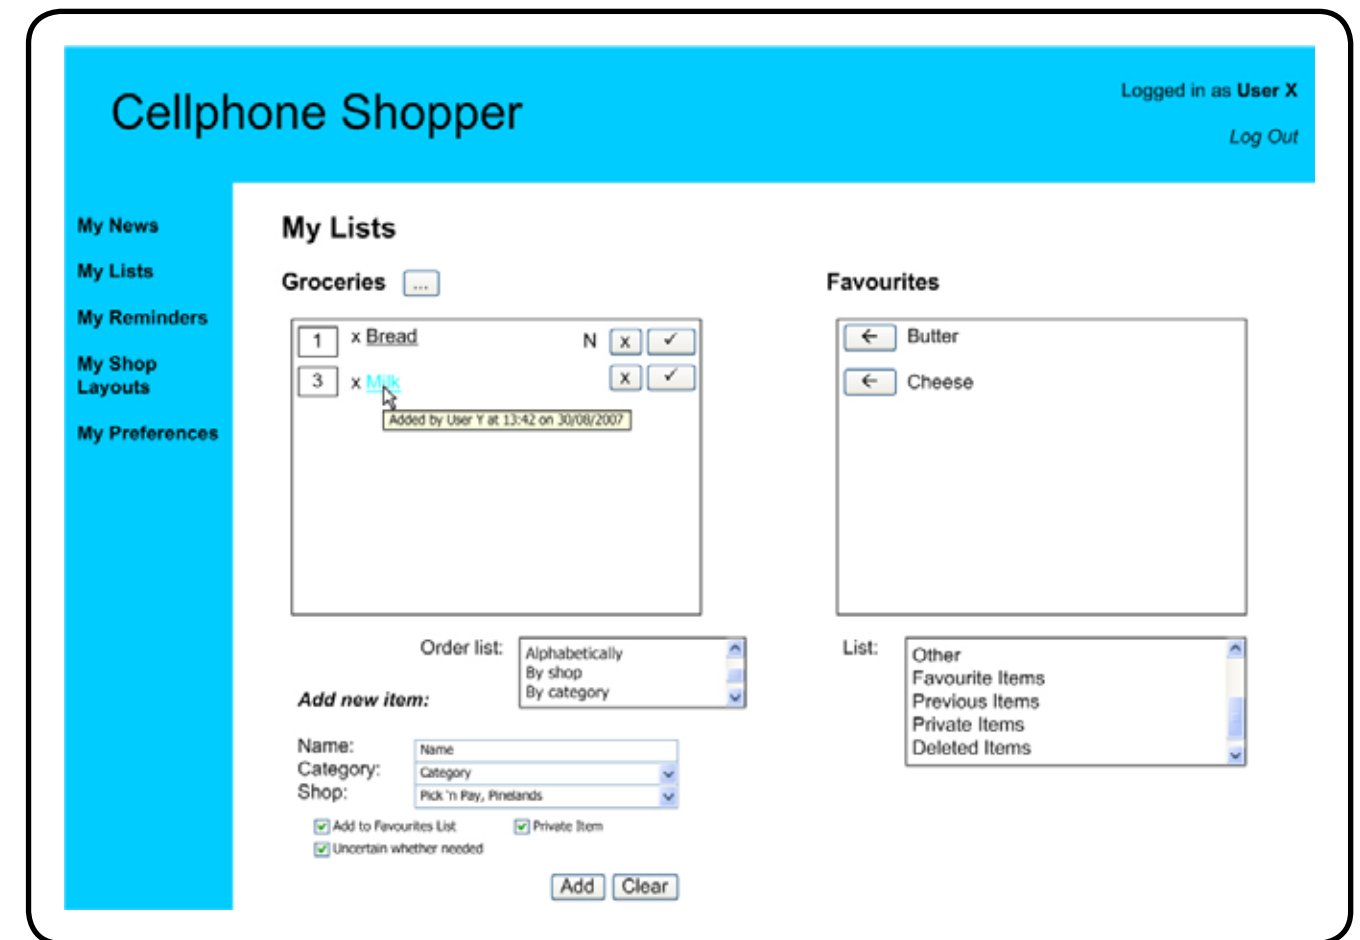 Cellphone Shopper
Logged in as User X
Log Out
My News
My Lists
My Reminders
My Shop
Layouts
My Preferences
My Lists
Groceries ...
1 x Bread N x ✓
3 x Milk x ✓
Added by User Y at 13:42 on 30/08/2007
Favourites
← Butter
← Cheese
Order list:
Alphabetically
By shop
By category
List:
Other
Favourite Items
Previous Items
Private Items
Deleted Items
Add new item:
Name: Name
Category: Category
Shop: Pick 'n Pay, Pinelands
Add to Favourites List Private Item
Uncertain whether needed
Add Clear